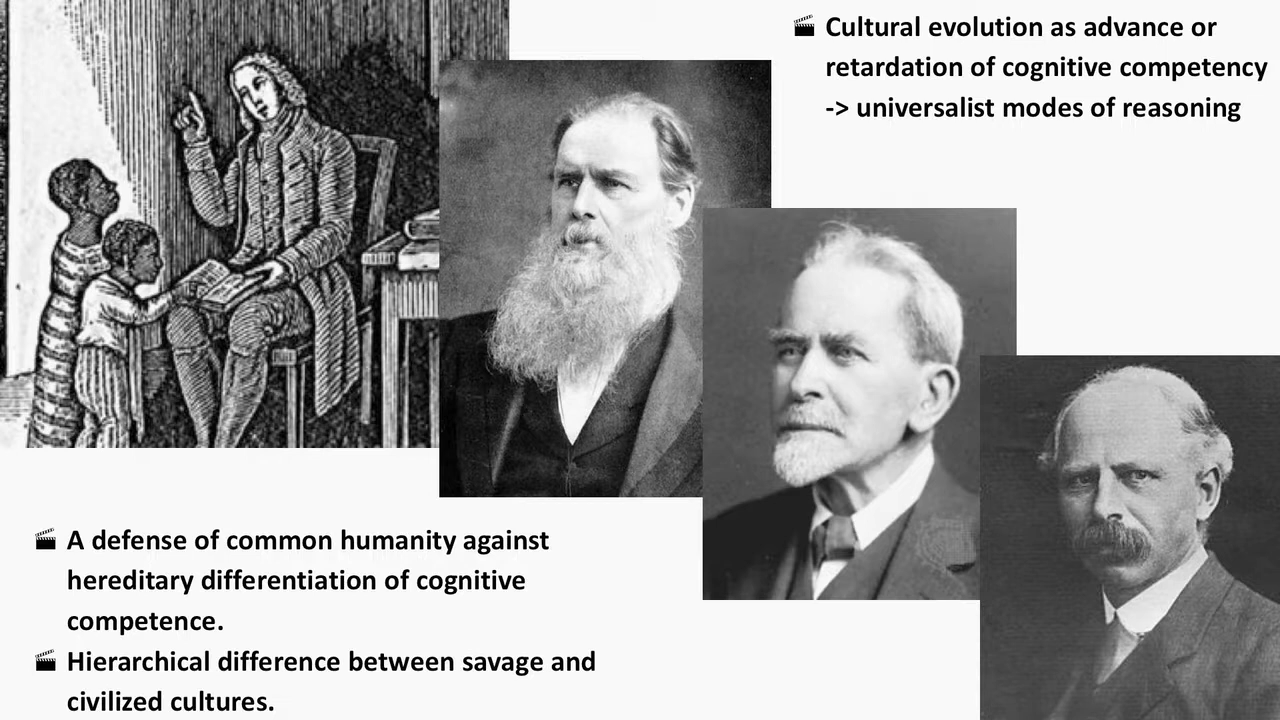 Cultural evolution as advance or
retardation of cognitive competency
-> universalist modes of reasoning
A defense of common humanity against
hereditary differentiation of cognitive
competence.
Hierarchical difference between savage and
civilized cultures.